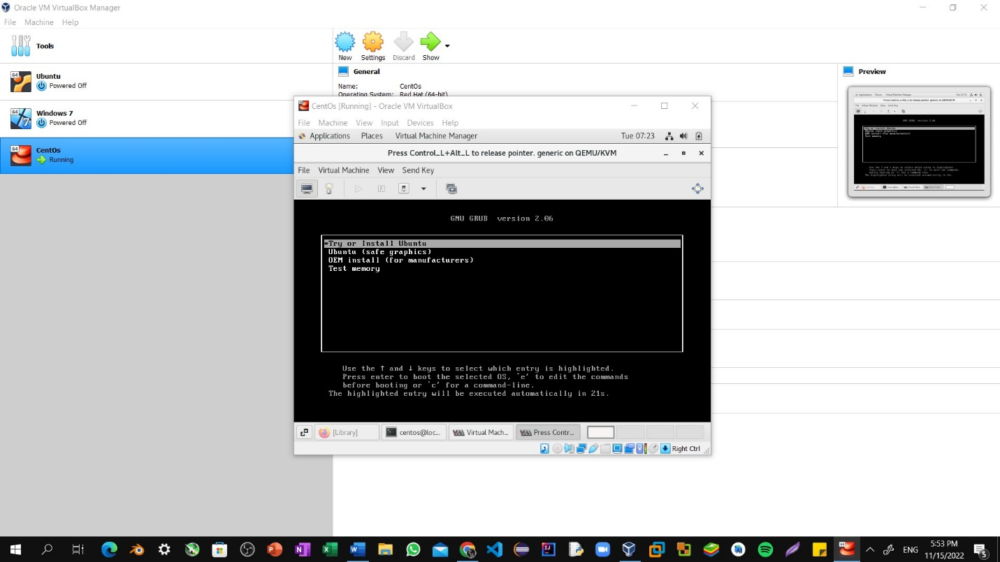 Oracle VM VirtualBox Manager
File Machine Help
Tools
New Settings Discard Show
64 Ubuntu
Powered Off
64 Windows 7
Powered Off
64 CentOs
Running
General
Name: CentOs
Operating System: Red Hat (64-bit)
Preview
CentOs [Running] - Oracle VM VirtualBox
File Machine View Input Devices Help
Applications Places Virtual Machine Manager Tue 07:23
Press Control_L+Alt_L to release pointer. generic on QEMU/KVM
File Virtual Machine View Send Key
GNU GRUB version 2.06
*Try or Install Ubuntu
Ubuntu (safe graphics)
OEM install (for manufacturers)
Test memory
Use the ↑ and ↓ keys to select which entry is highlighted.
Press enter to boot the selected OS, `e' to edit the commands
before booting or `c' for a command-line.
The highlighted entry will be executed automatically in 21s.
[Library] centos@loc... Virtual Mach... Press Contr...
Right Ctrl
ENG 5:53 PM
11/15/2022 5